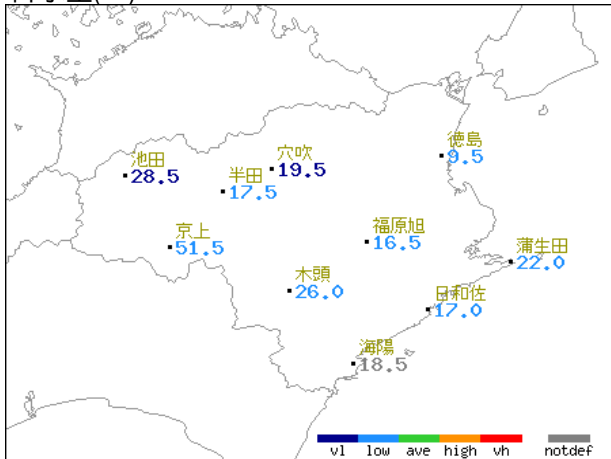 池田
28.5
半田
17.5
穴吹
19.5
徳島
9.5
京上
51.5
福原旭
16.5
蒲生田
22.0
木頭
26.0
日和佐
17.0
海陽
18.5
vl low ave high vh notdef